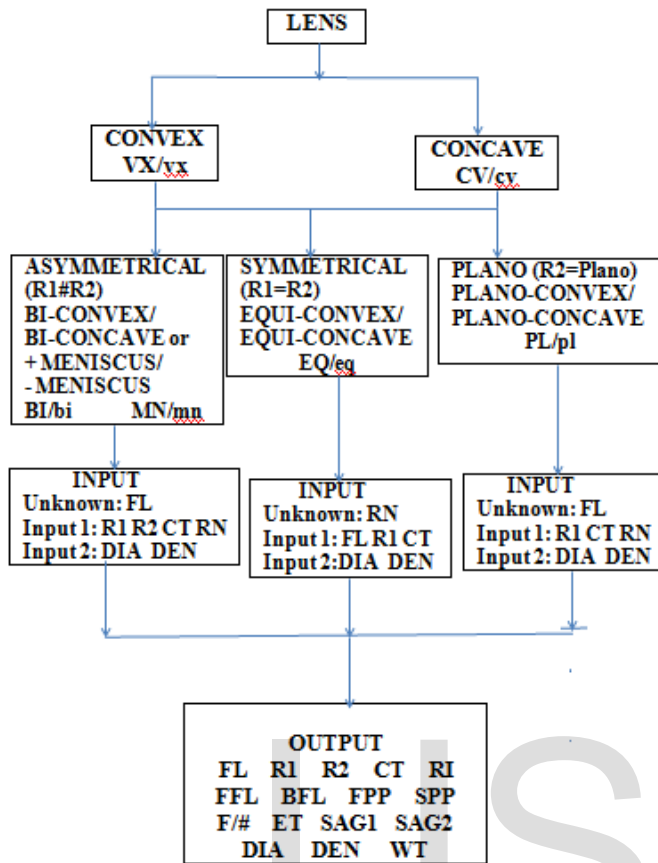 LENS
CONVEX
VX/vx
CONCAVE
CV/cv
ASYMMETRICAL
(R1#R2)
BI-CONVEX/
BI-CONCAVE or
+ MENISCUS/
- MENISCUS
BI/bi MN/mn
SYMMETRICAL
(R1=R2)
EQUI-CONVEX/
EQUI-CONCAVE
EQ/eq
PLANO (R2=Plano)
PLANO-CONVEX/
PLANO-CONCAVE
PL/pl
INPUT
Unknown: FL
Input 1: R1 R2 CT RN
Input 2: DIA DEN
INPUT
Unknown: RN
Input 1: FL R1 CT
Input 2:DIA DEN
INPUT
Unknown: FL
Input 1: R1 CT RN
Input 2: DIA DEN
OUTPUT
FL R1 R2 CT RI
FFL BFL FPP SPP
F/# ET SAG1 SAG2
DIA DEN WT